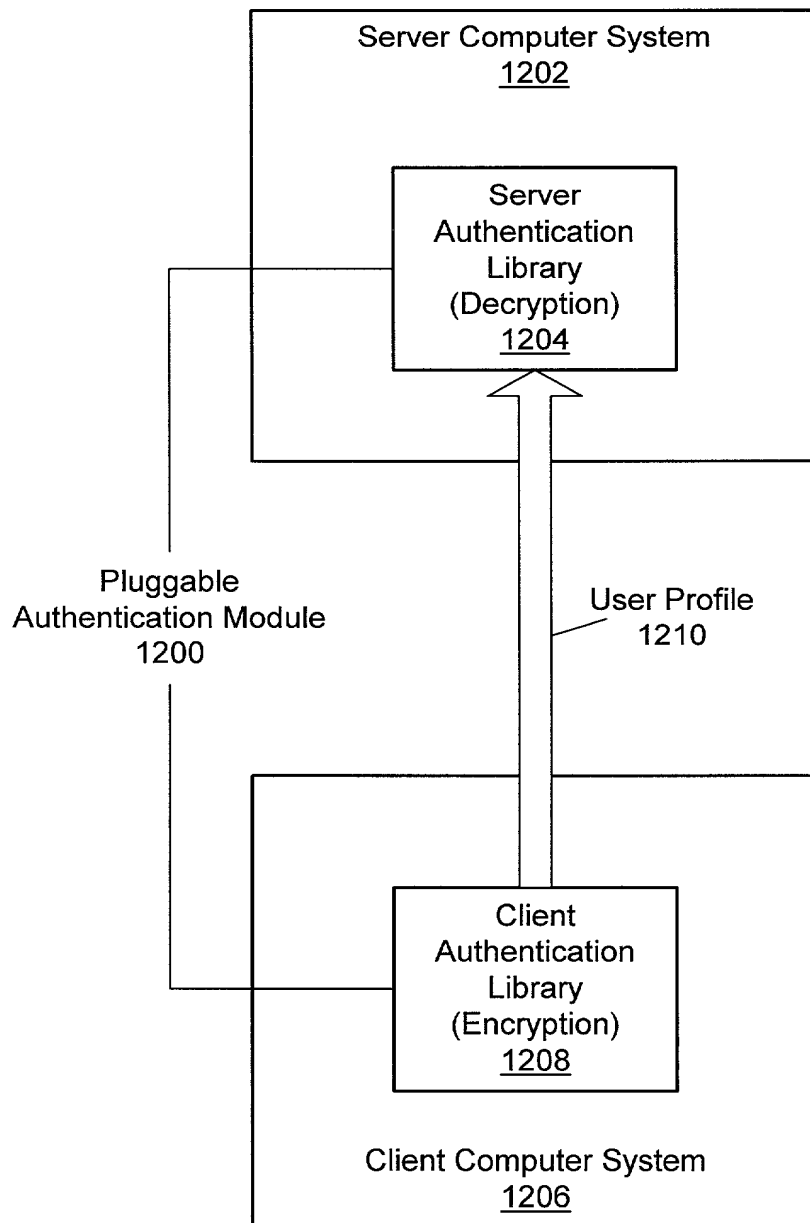 Server Computer System
1202
Server
Authentication
Library
(Decryption)
1204
Pluggable
Authentication Module
1200
User Profile
1210
Client
Authentication
Library
(Encryption)
1208
Client Computer System
1206